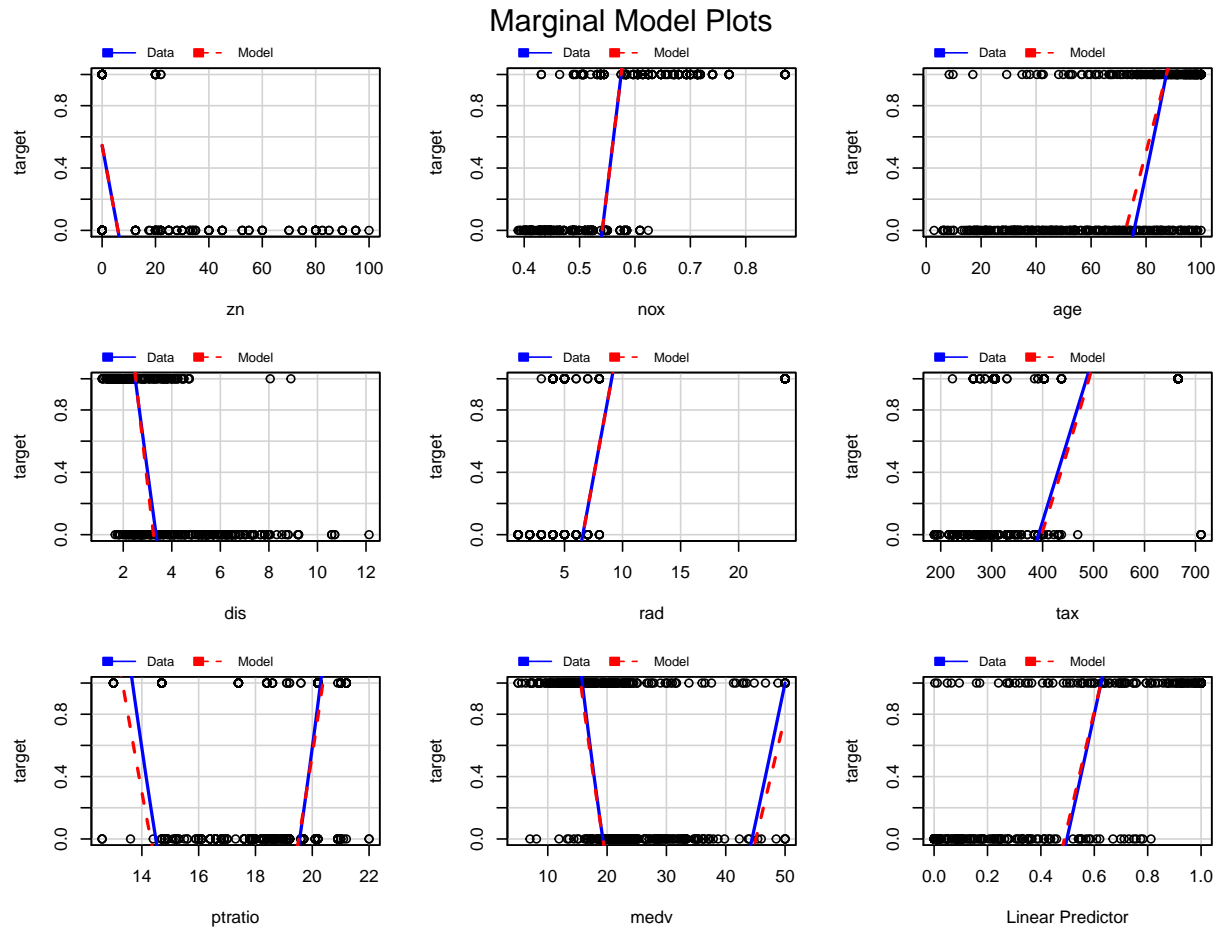 Marginal Model Plots
Data Model
Data Model
Data Model
target
0.0 0.4 0.8
0 20 40 60 80 100
zn
target
0.0 0.4 0.8
0.4 0.5 0.6 0.7 0.8
nox
target
0.0 0.4 0.8
0 20 40 60 80 100
age
Data Model
Data Model
Data Model
target
0.0 0.4 0.8
2 4 6 8 10 12
dis
target
0.0 0.4 0.8
5 10 15 20
rad
target
0.0 0.4 0.8
200 300 400 500 600 700
tax
Data Model
Data Model
Data Model
target
0.0 0.4 0.8
14 16 18 20 22
ptratio
target
0.0 0.4 0.8
10 20 30 40 50
medv
target
0.0 0.4 0.8
0.0 0.2 0.4 0.6 0.8 1.0
Linear Predictor